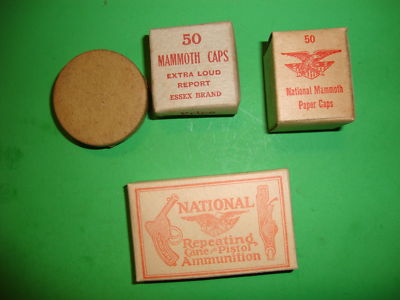 50
MAMMOTH CAPS
EXTRA LOUD
REPORT
ESSEX BRAND
50
National Mammoth
Paper Caps
NATIONAL
Repeating
Cane and Pistol
Ammunition